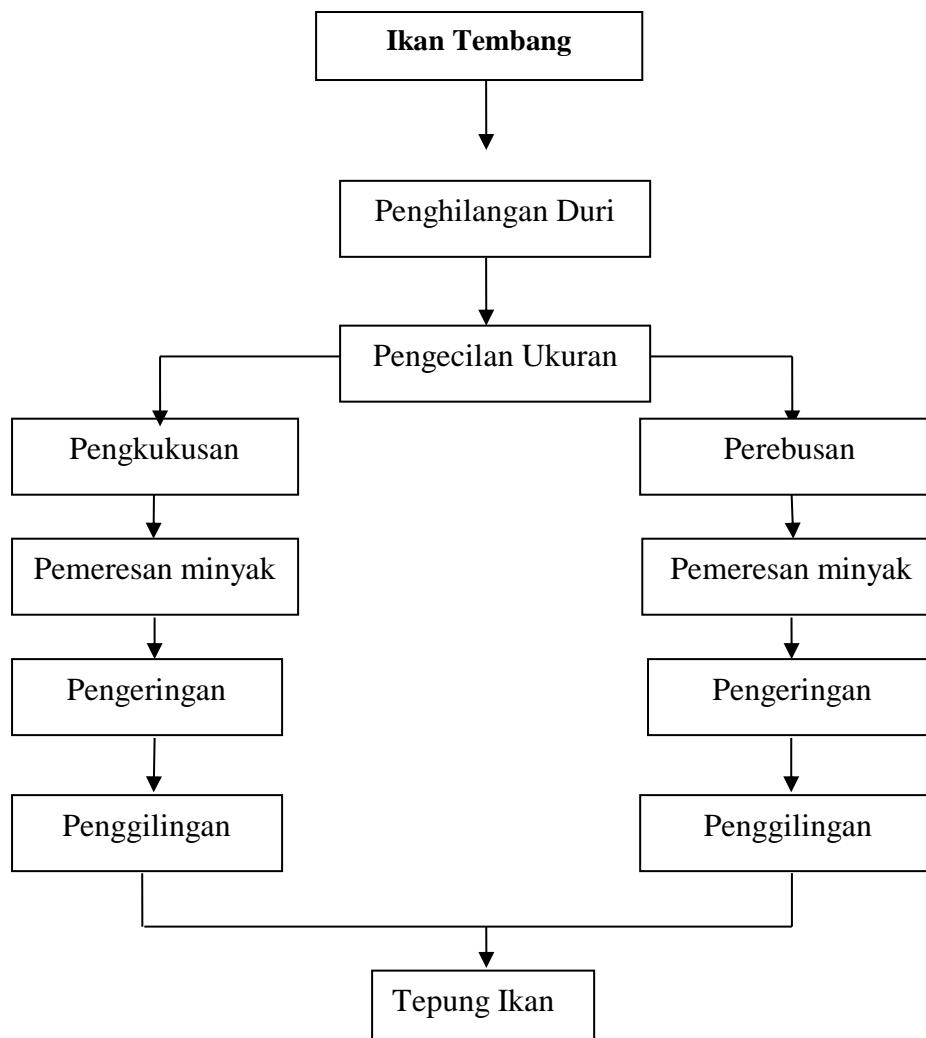 Ikan Tembang
Penghilangan Duri
Pengecilan Ukuran
Pengkukusan
Perebusan
Pemeresan minyak
Pemeresan minyak
Pengeringan
Pengeringan
Penggilingan
Penggilingan
Tepung Ikan